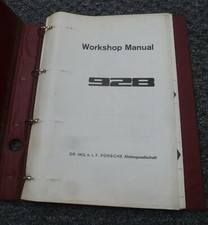 Workshop Manual
928
DR. ING. h. c. F. PORSCHE Aktiengesellschaft